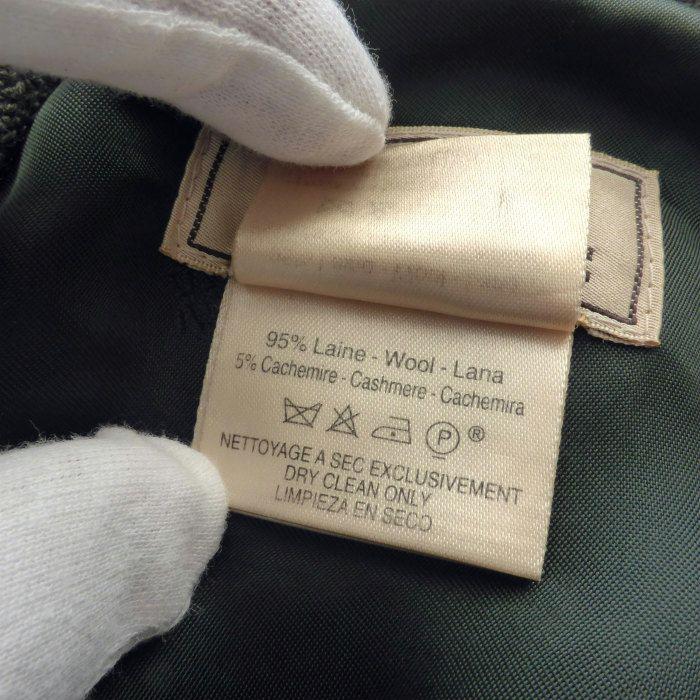 95% Laine - Wool - Lana
5% Cachemire - Cashmere - Cachemira
P ®
NETTOYAGE A SEC EXCLUSIVEMENT
DRY CLEAN ONLY
LIMPIEZA EN SECO